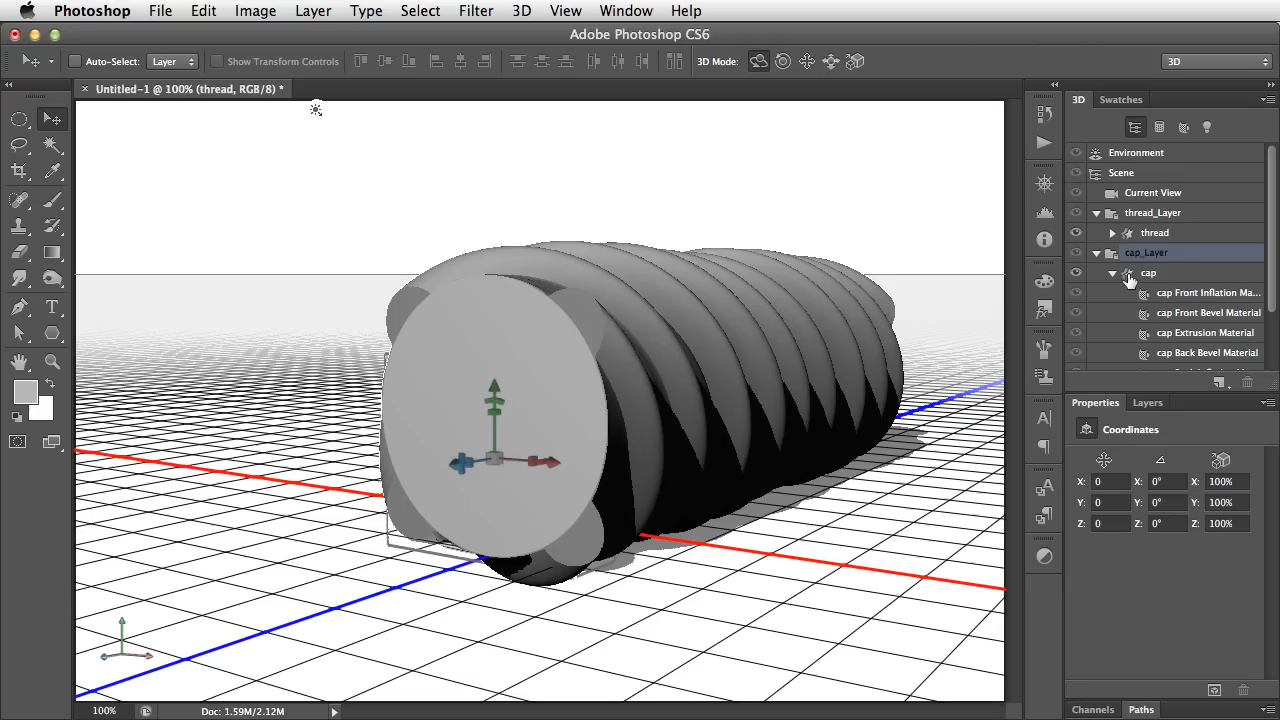 Photoshop File Edit Image Layer Type Select Filter 3D View Window Help
Adobe Photoshop CS6
Auto-Select: Layer Show Transform Controls 3D Mode: 3D
Untitled-1 @ 100% (thread, RGB/8) *
3D Swatches
Environment
Scene
Current View
thread_Layer
thread
cap_Layer
cap
cap Front Inflation Ma...
cap Front Bevel Material
cap Extrusion Material
cap Back Bevel Material
Properties Layers
Coordinates
X: 0 X: 0° X: 100%
Y: 0 Y: 0° Y: 100%
Z: 0 Z: 0° Z: 100%
100% Doc: 1.59M/2.12M
Channels Paths